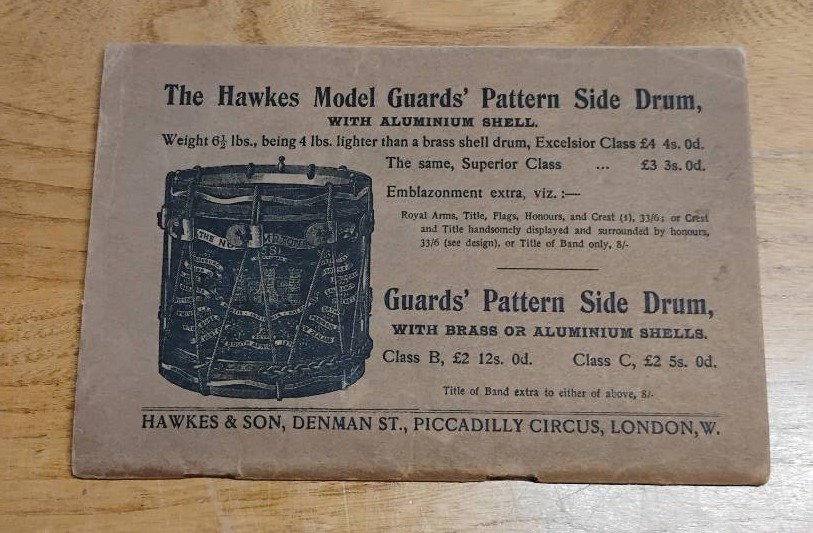 The Hawkes Model Guards' Pattern Side Drum,
WITH ALUMINIUM SHELL.
Weight 6½ lbs., being 4 lbs. lighter than a brass shell drum, Excelsior Class £4 4s. 0d.
The same, Superior Class ... £3 3s. 0d.
Emblazonment extra, viz. :—
Royal Arms, Title, Flags, Honours, and Crest (1), 33/6; or Crest
and Title handsomely displayed and surrounded by honours,
33/6 (see design), or Title of Band only, 8/-
THE
SOUTH AFRICA
Guards' Pattern Side Drum,
WITH BRASS OR ALUMINIUM SHELLS.
Class B, £2 12s. 0d. Class C, £2 5s. 0d.
Title of Band extra to either of above, 8/-
HAWKES & SON, DENMAN ST., PICCADILLY CIRCUS, LONDON, W.